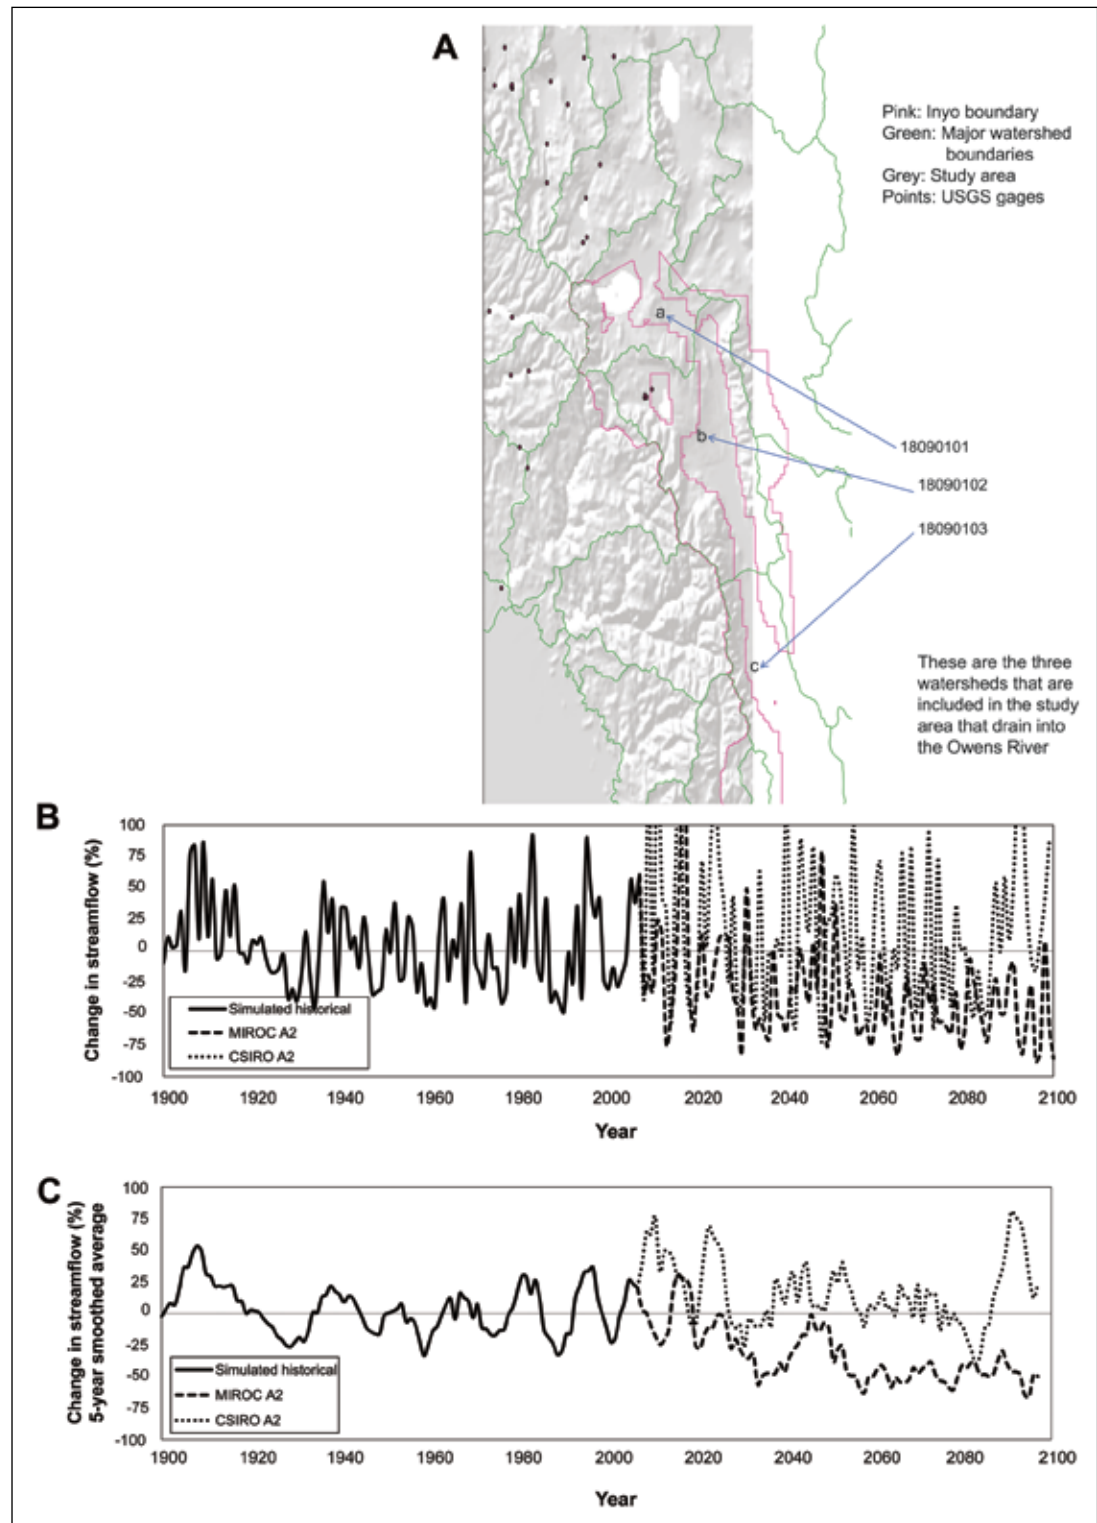 A
Pink: Inyo boundary
Green: Major watershed
boundaries
Grey: Study area
Points: USGS gages
a
b
c
18090101
18090102
18090103
These are the three
watersheds that are
included in the study
area that drain into
the Owens River
B
Change in streamflow (%)
100
75
50
25
0
-25
-50
-75
-100
Simulated historical
MIROC A2
CSIRO A2
1900 1920 1940 1960 1980 2000 2020 2040 2060 2080 2100
Year
C
Change in streamflow (%)
5-year smoothed average
100
75
50
25
0
-25
-50
-75
-100
Simulated historical
MIROC A2
CSIRO A2
1900 1920 1940 1960 1980 2000 2020 2040 2060 2080 2100
Year